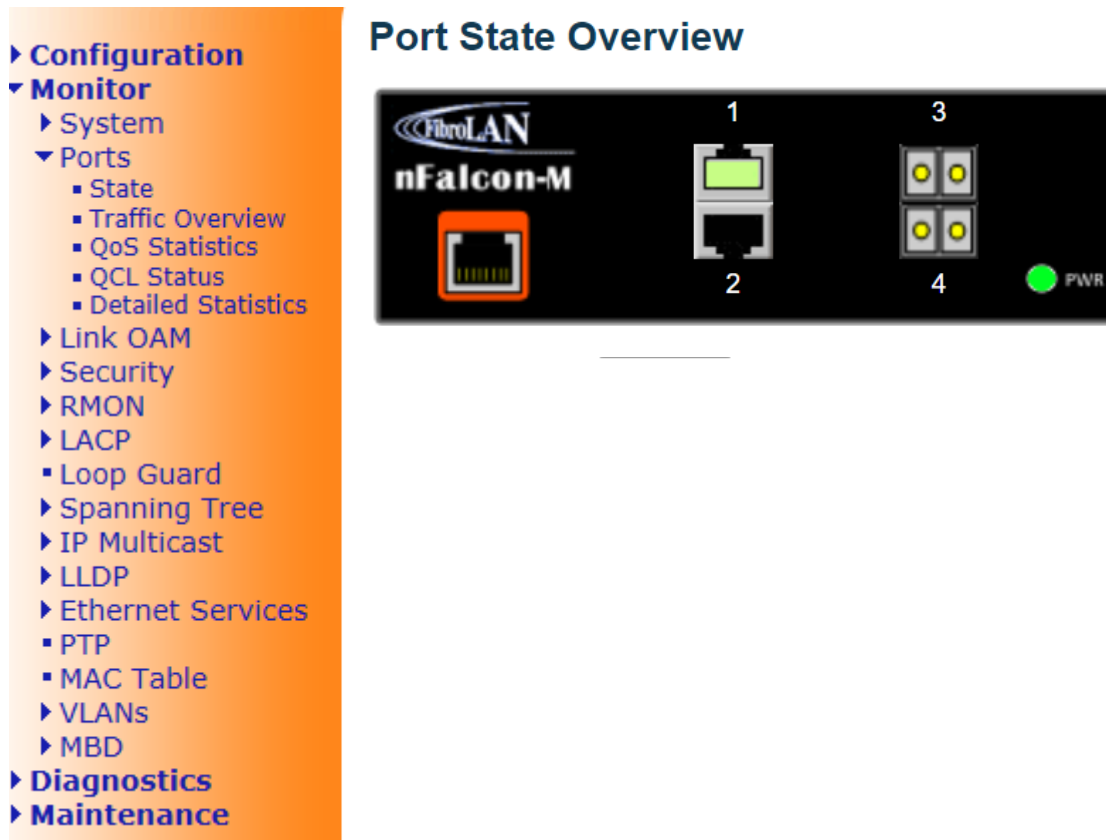 Configuration
Monitor
System
Ports
State
Traffic Overview
QoS Statistics
QCL Status
Detailed Statistics
Link OAM
Security
RMON
LACP
Loop Guard
Spanning Tree
IP Multicast
LLDP
Ethernet Services
PTP
MAC Table
VLANs
MBD
Diagnostics
Maintenance
Port State Overview
FibroLAN
nFalcon-M
1 3
2 4
PWR